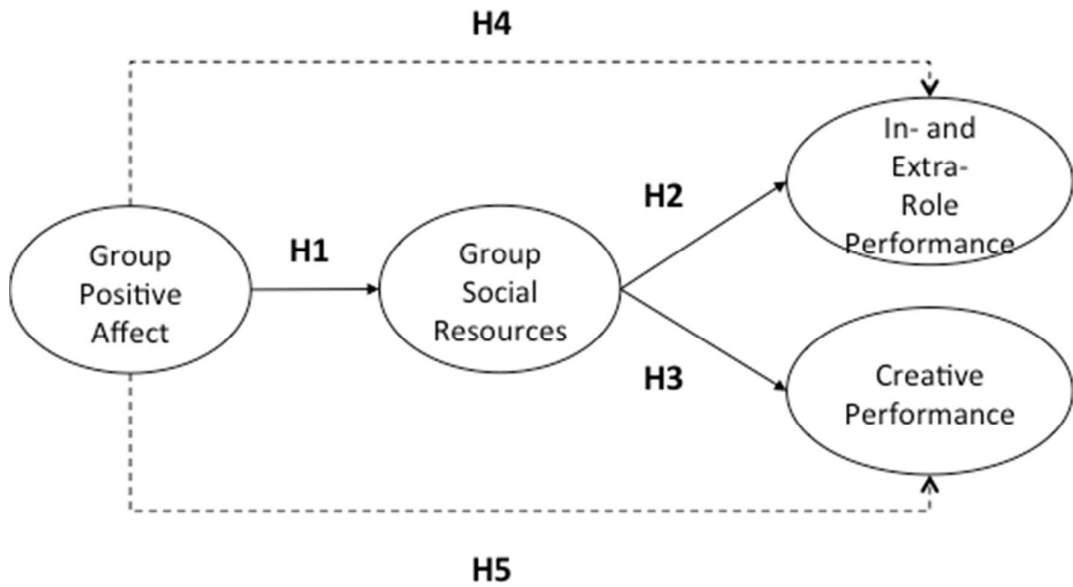 H4
In- and
Extra-
Role
Performance
H2
H1
Group
Positive
Affect
Group
Social
Resources
H3
Creative
Performance
H5